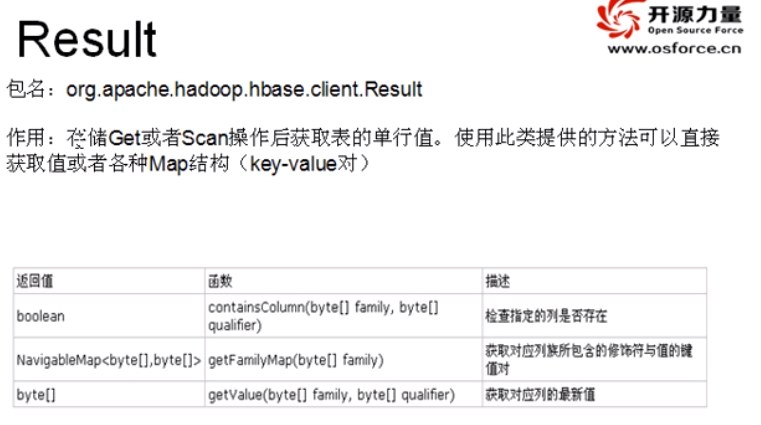 Result
开源力量
Open Source Force
www.osforce.cn
包名：org.apache.hadoop.hbase.client.Result
作用：存储Get或者Scan操作后获取表的单行值。使用此类提供的方法可以直接
获取值或者各种Map结构（key-value对）
返回值 函数 描述
boolean containsColumn(byte[] family, byte[]
qualifier) 检查指定的列是否存在
NavigableMap<byte[],byte[]> getFamilyMap(byte[] family) 获取对应列族所包含的修饰符与值的键
值对
byte[] getValue(byte[] family, byte[] qualifier) 获取对应列的最新值